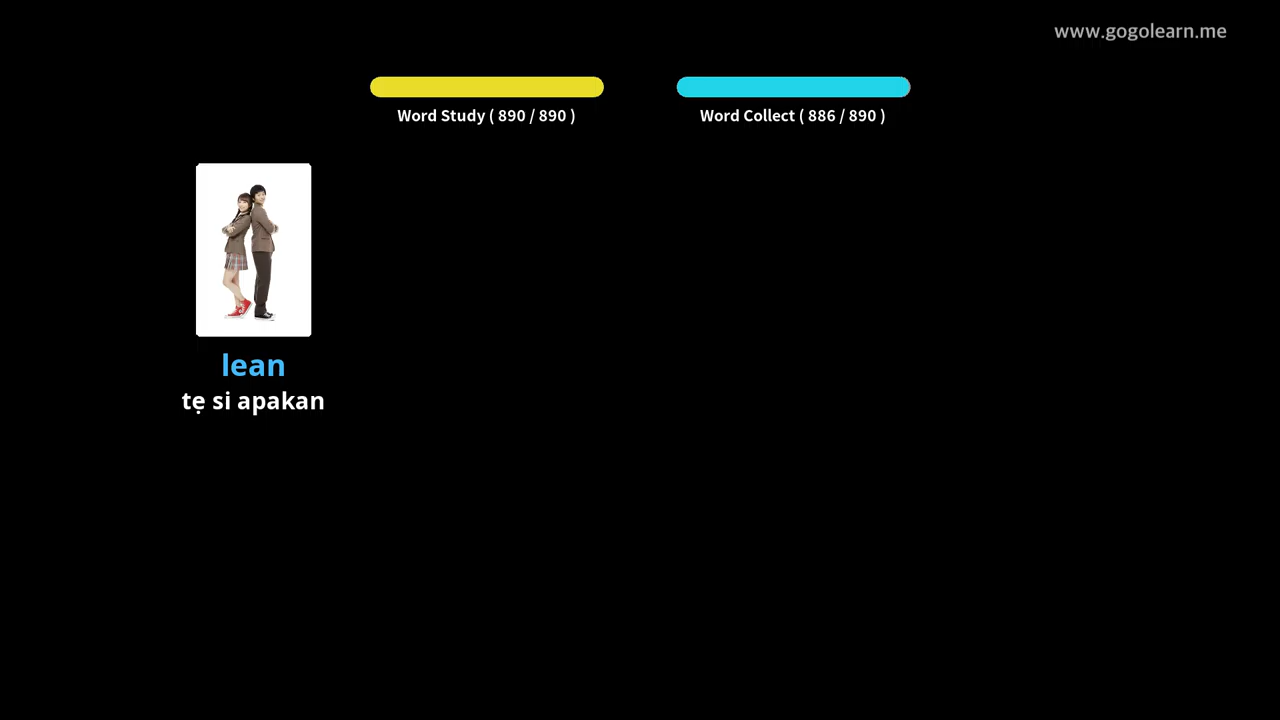 www.gogolearn.me
Word Study ( 890 / 890 )
Word Collect ( 886 / 890 )
lean
tẹ si apakan